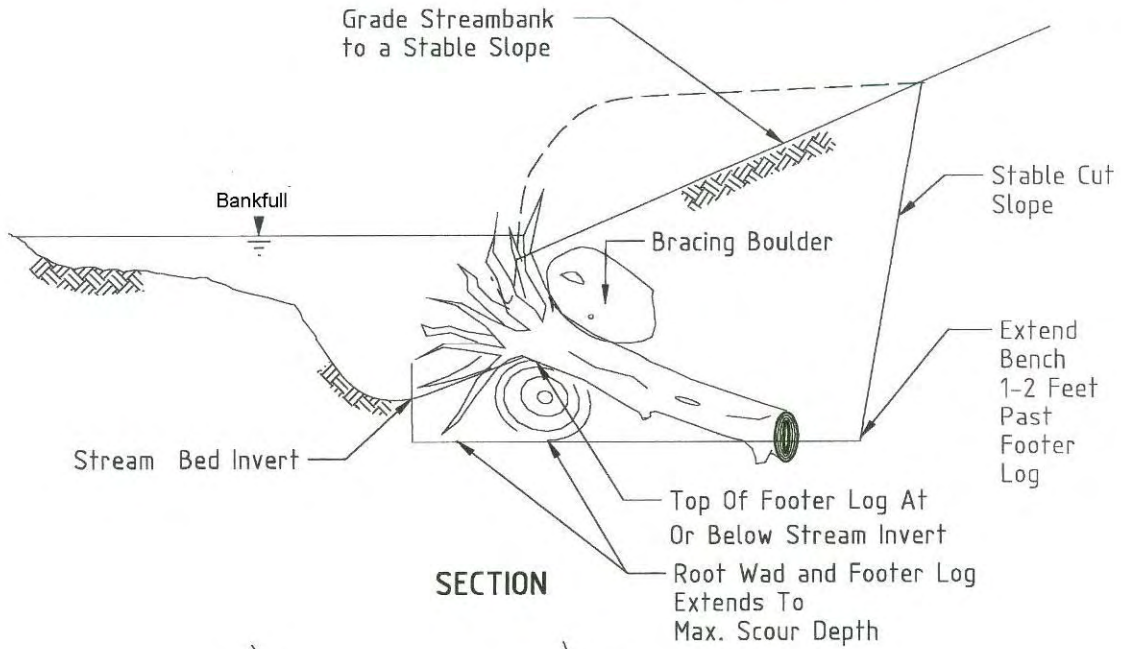 Grade Streambank
to a Stable Slope
Bankfull
Stable Cut
Slope
Bracing Boulder
Extend
Bench
1-2 Feet
Past
Footer
Log
Stream Bed Invert
Top Of Footer Log At
Or Below Stream Invert
SECTION
Root Wad and Footer Log
Extends To
Max. Scour Depth